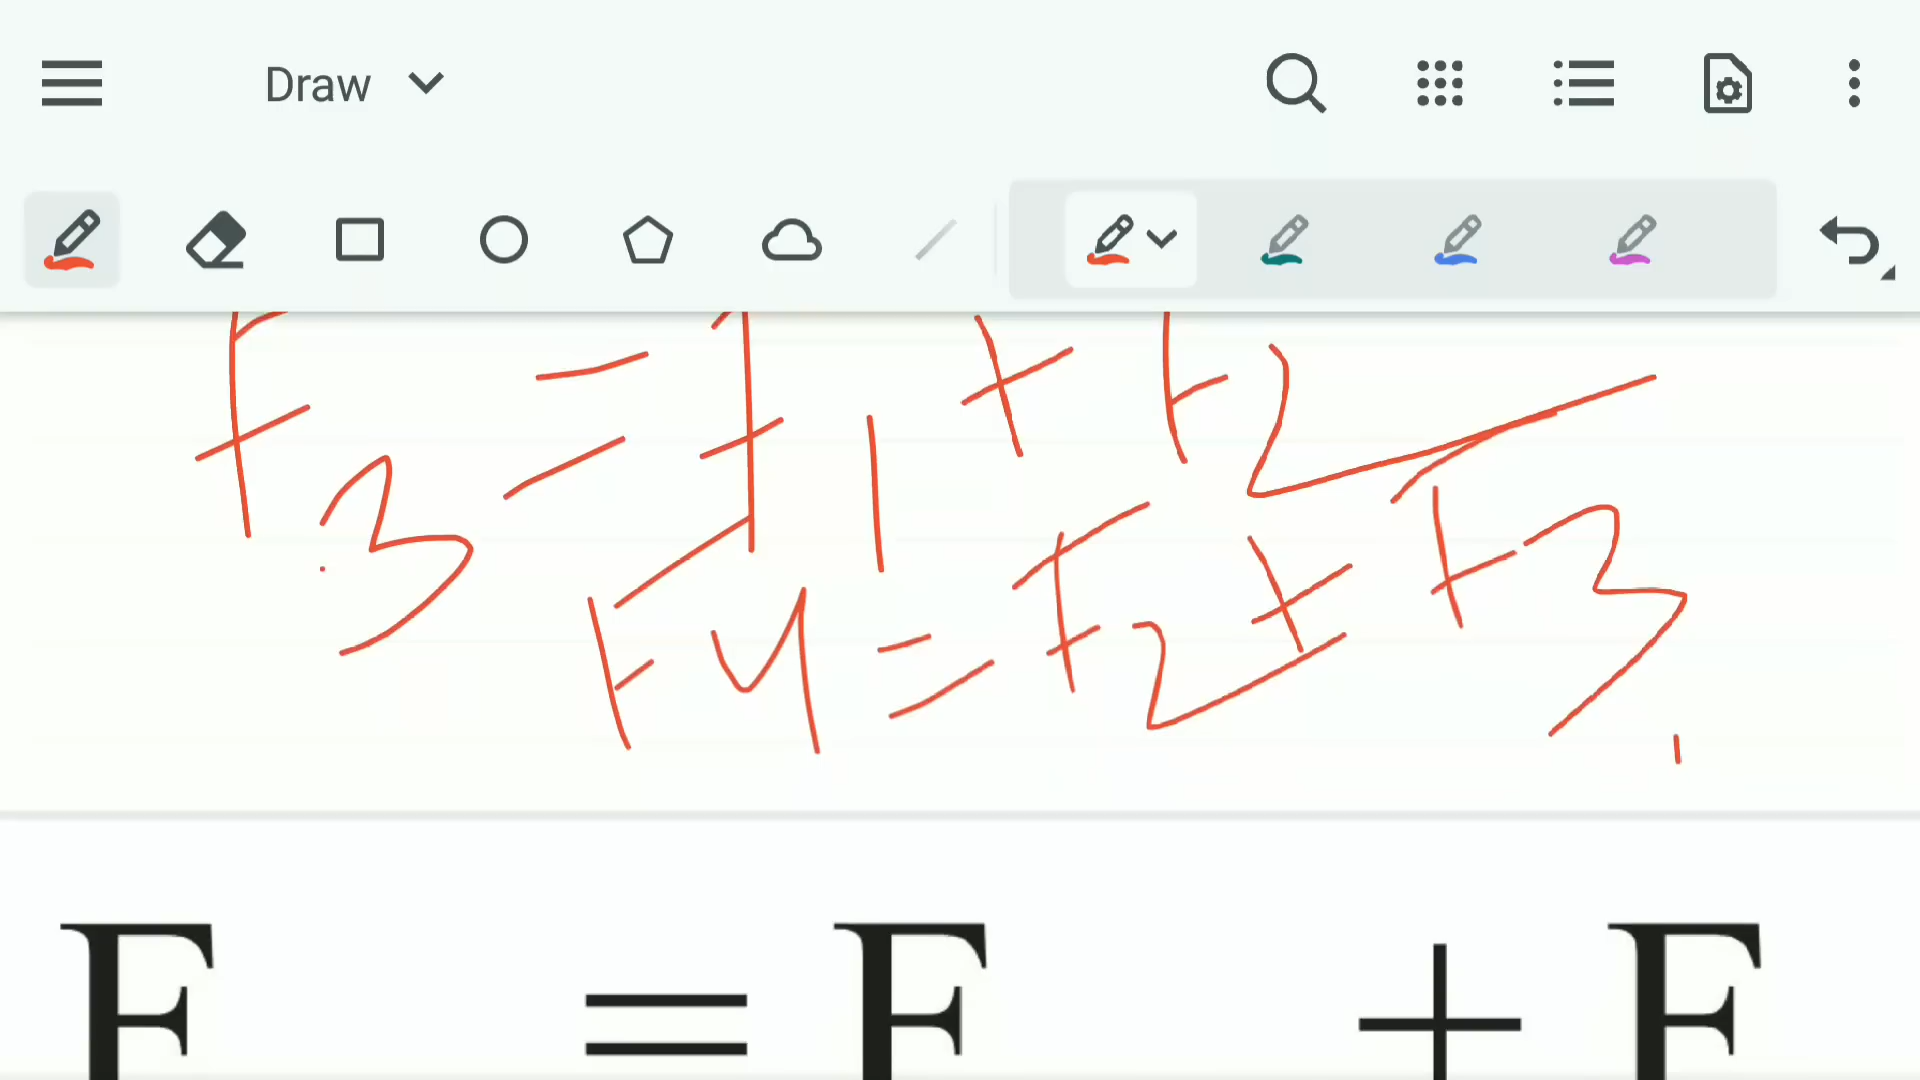 Draw
F3 = F1 + F2
F4 = F2 + F3
F = F + F